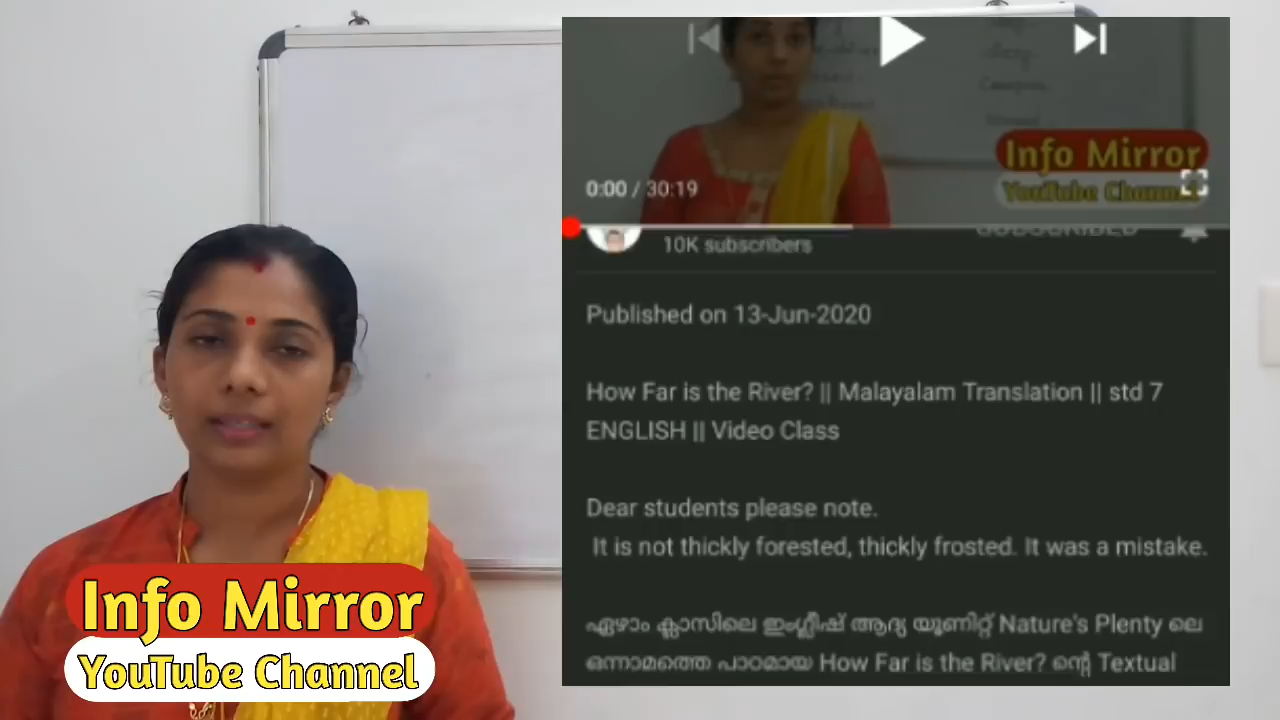 Info Mirror
YouTube Channel
0:00 / 30:19
10K subscribers
SUBSCRIBED
Published on 13-Jun-2020
How Far is the River? || Malayalam Translation || std 7
ENGLISH || Video Class
Dear students please note.
It is not thickly forested, thickly frosted. It was a mistake.
ഏഴാം ക്ലാസിലെ ഇംഗ്ലീഷ് ആദ്യ യൂണിറ്റ് Nature's Plenty ലെ
ഒന്നാമത്തെ പാഠമായ How Far is the River? ന്റെ Textual
Info Mirror
YouTube Channel